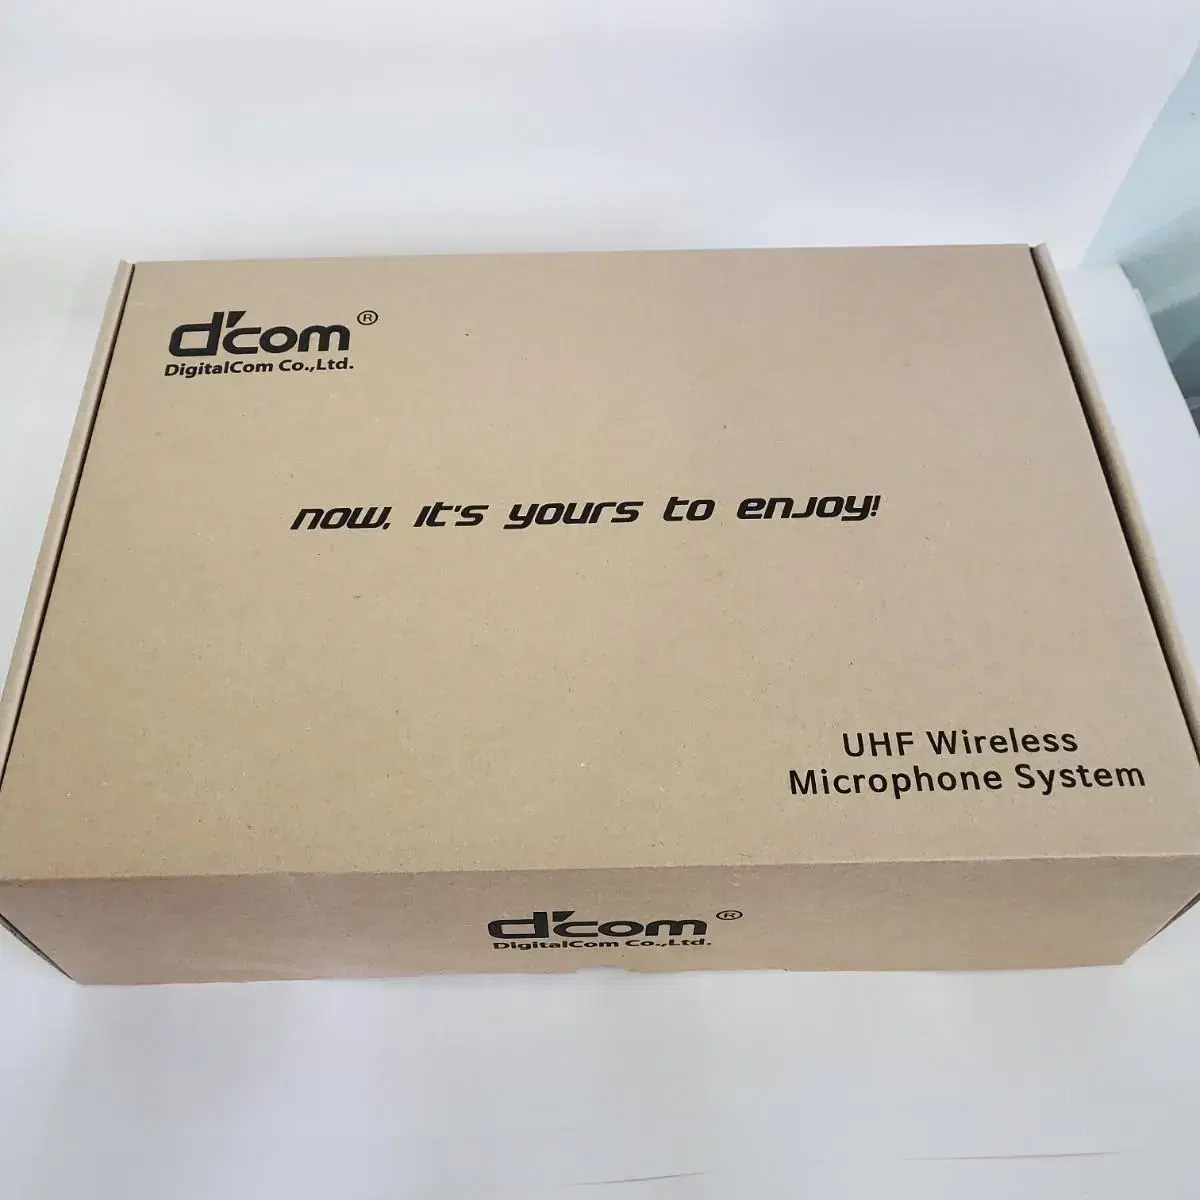 d'com ®
DigitalCom Co.,Ltd.
now, it's yours to enjoy!
UHF Wireless
Microphone System
d'com ®
DigitalCom Co.,Ltd.